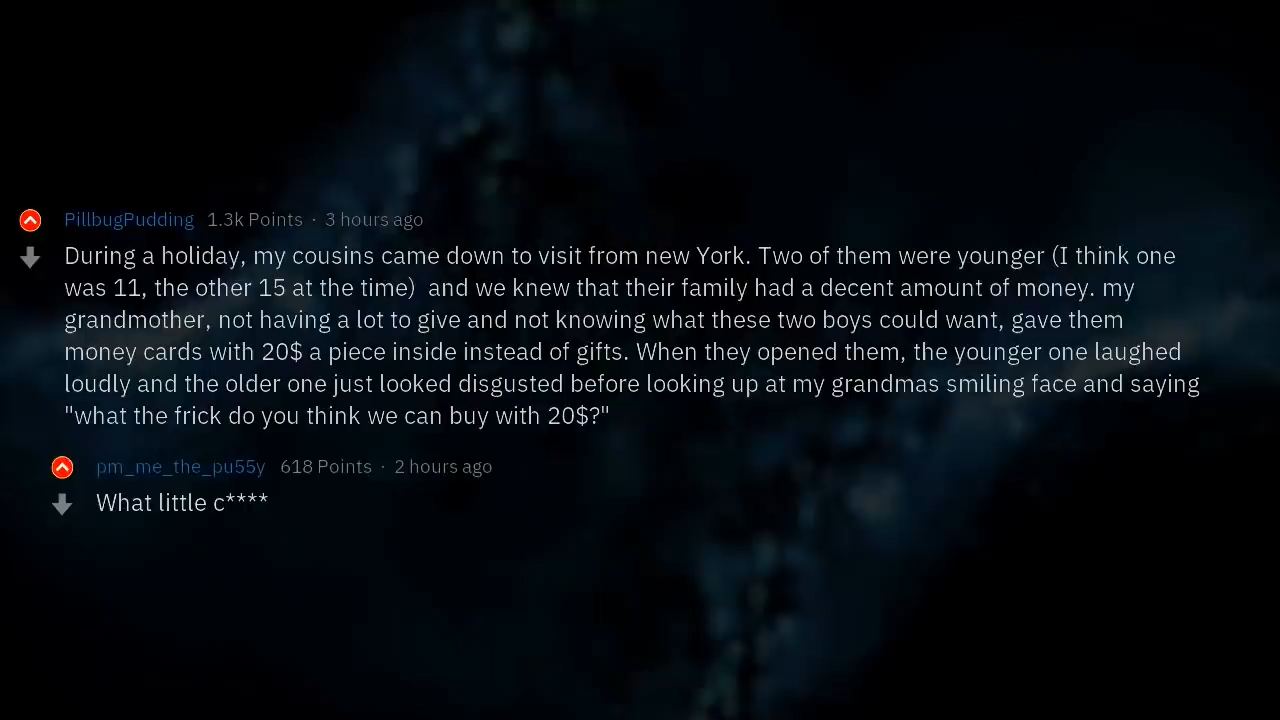 PillbugPudding 1.3k Points · 3 hours ago
During a holiday, my cousins came down to visit from new York. Two of them were younger (I think one
was 11, the other 15 at the time)  and we knew that their family had a decent amount of money. my
grandmother, not having a lot to give and not knowing what these two boys could want, gave them
money cards with 20$ a piece inside instead of gifts. When they opened them, the younger one laughed
loudly and the older one just looked disgusted before looking up at my grandmas smiling face and saying
"what the frick do you think we can buy with 20$?"
pm_me_the_pu55y 618 Points · 2 hours ago
What little c****